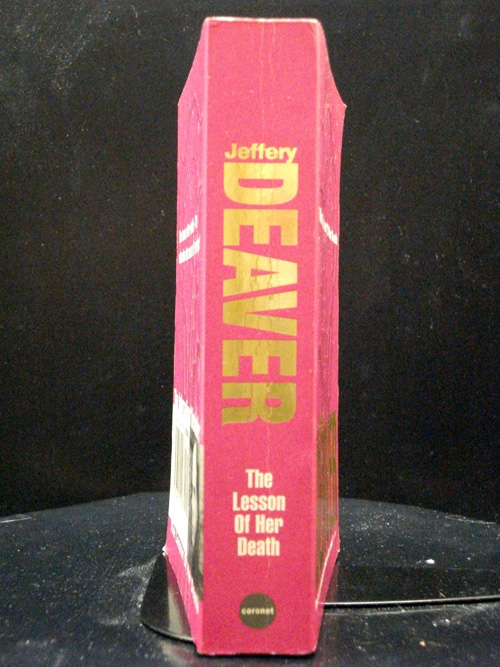 Jeffery
DEAVER
The
Lesson
Of Her
Death
coronet